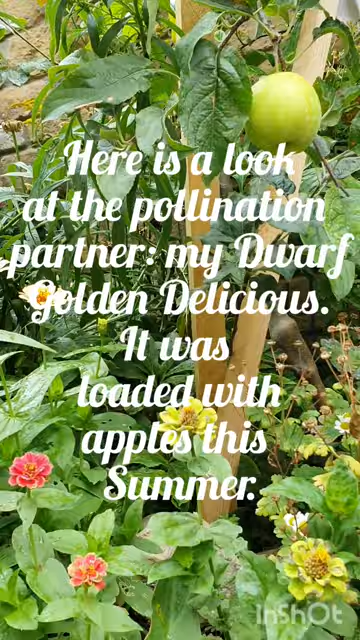 Here is a look
at the pollination
partner: my Dwarf
Golden Delicious.
It was
loaded with
apples this
Summer.
InShOt